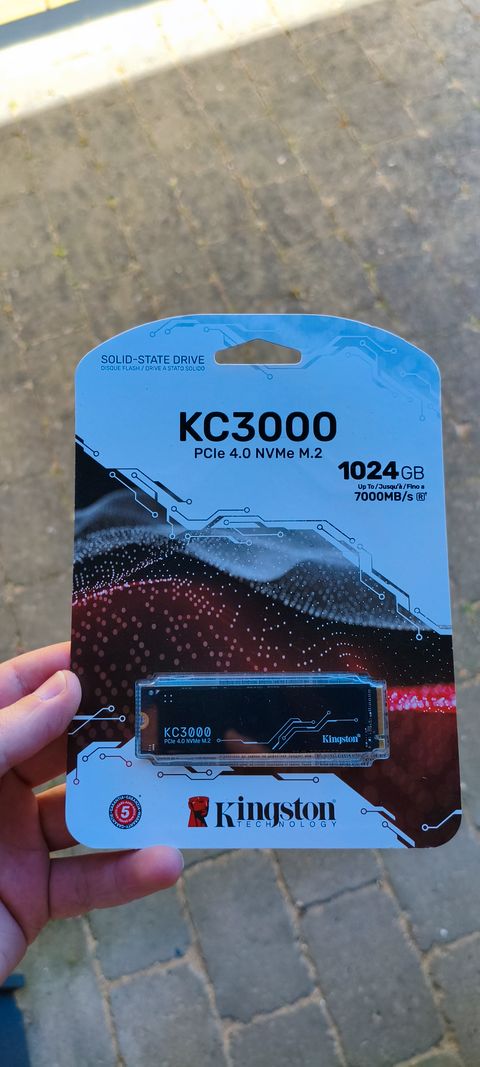 SOLID-STATE DRIVE
DISQUE FLASH / DRIVE A STATO SOLIDO
KC3000
PCIe 4.0 NVMe M.2
1024GB
Up To / Jusqu'à / Fino a
7000MB/s
KC3000
PCIe 4.0 NVMe M.2
Kingston
5
Kingston
TECHNOLOGY